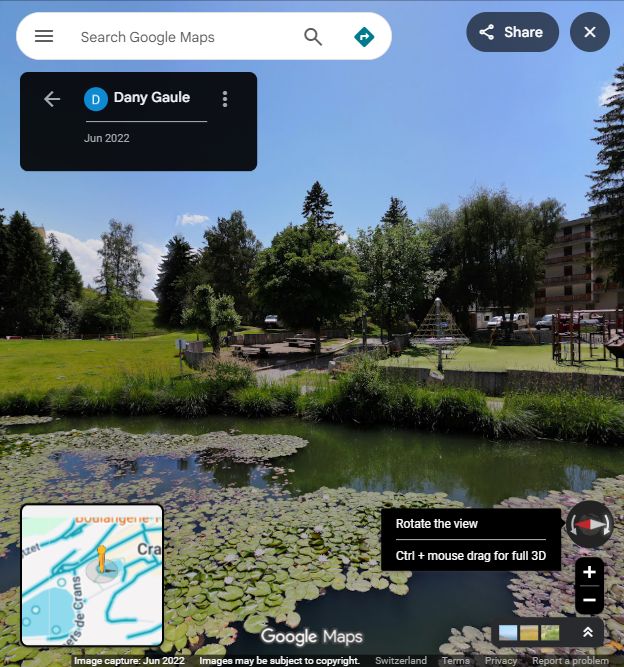 Search Google Maps
Share
D
Dany Gaule
Jun 2022
Rotate the view
Ctrl + mouse drag for full 3D
Cra
Google Maps
Image capture: Jun 2022 Images may be subject to copyright. Switzerland Terms Privacy Report a problem